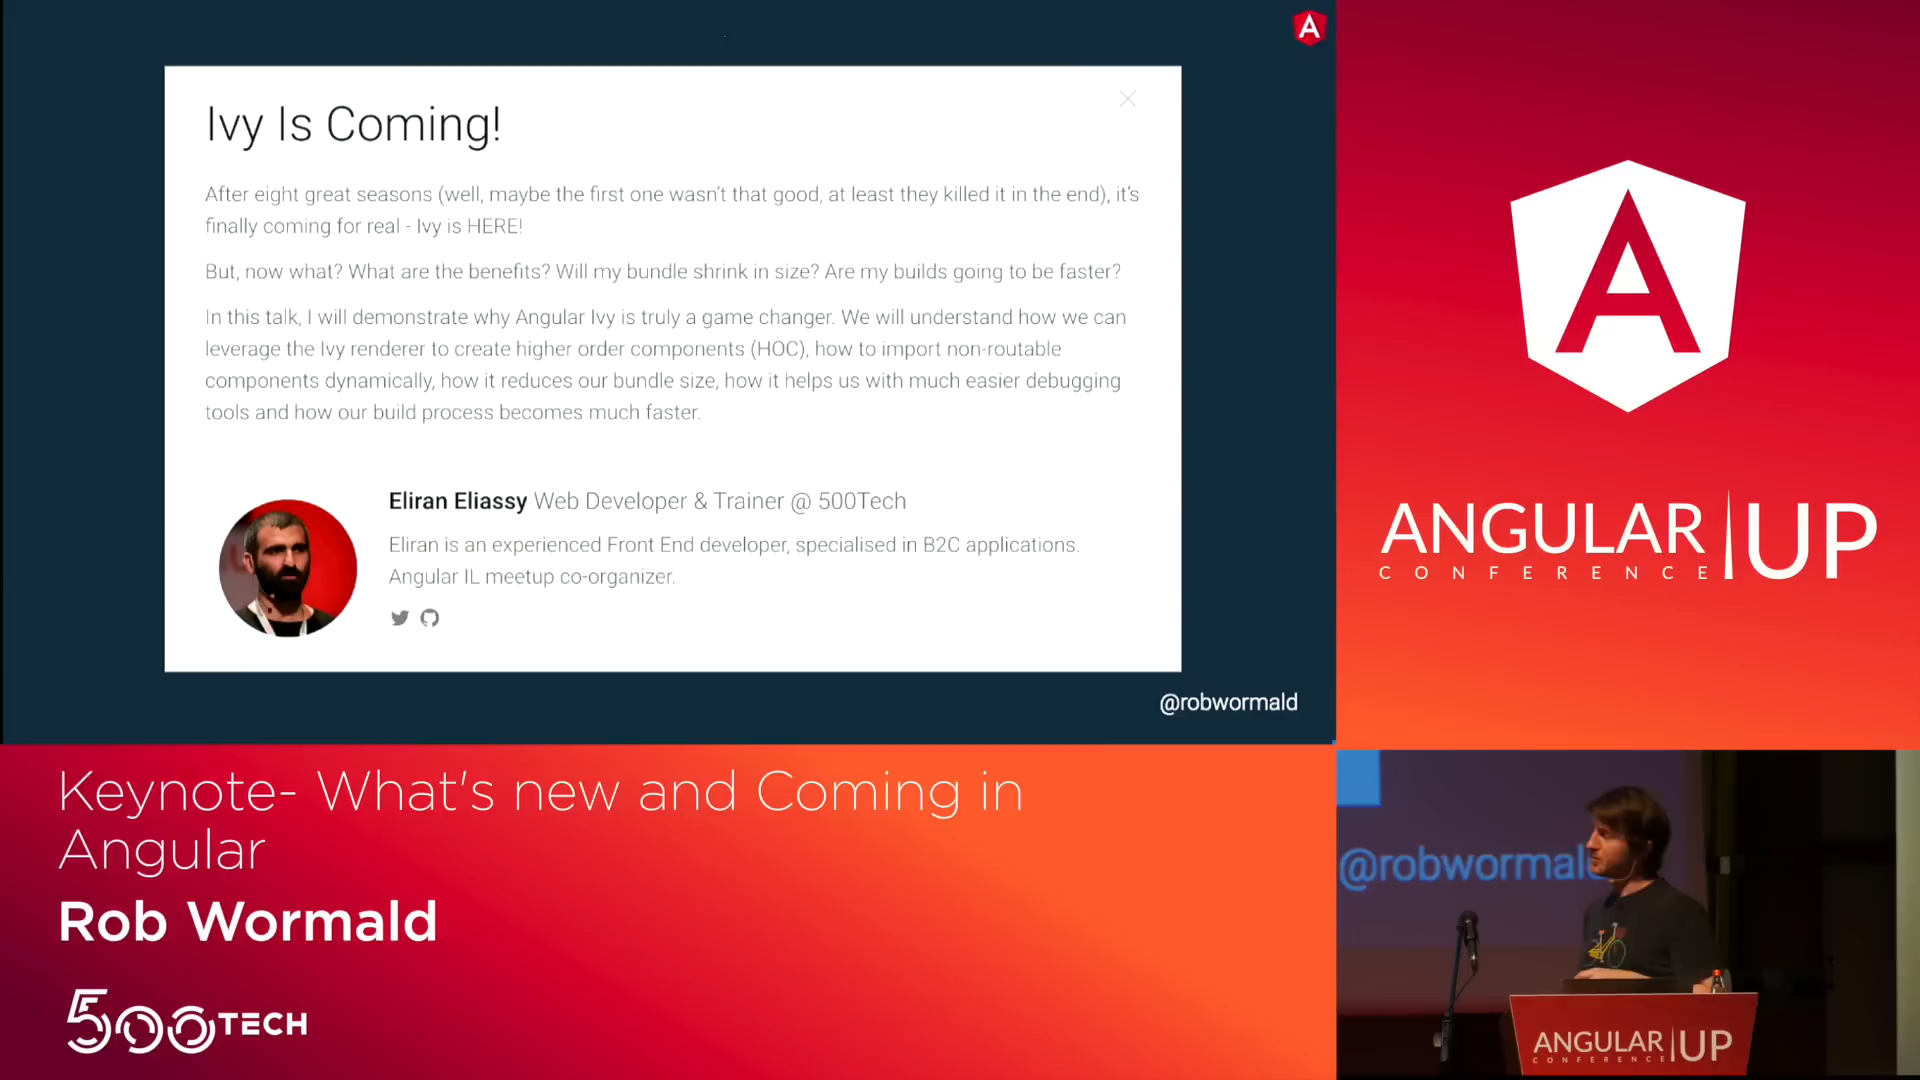 Ivy Is Coming!
After eight great seasons (well, maybe the first one wasn't that good, at least they killed it in the end), it's
finally coming for real - Ivy is HERE!
But, now what? What are the benefits? Will my bundle shrink in size? Are my builds going to be faster?
In this talk, I will demonstrate why Angular Ivy is truly a game changer. We will understand how we can
leverage the Ivy renderer to create higher order components (HOC), how to import non-routable
components dynamically, how it reduces our bundle size, how it helps us with much easier debugging
tools and how our build process becomes much faster.
Eliran Eliassy Web Developer & Trainer @ 500Tech
Eliran is an experienced Front End developer, specialised in B2C applications.
Angular IL meetup co-organizer.
@robwormald
A
A
ANGULAR UP
CONFERENCE
Keynote- What's new and Coming in
Angular
Rob Wormald
500TECH
@robwormald
ANGULAR UP
CONFERENCE